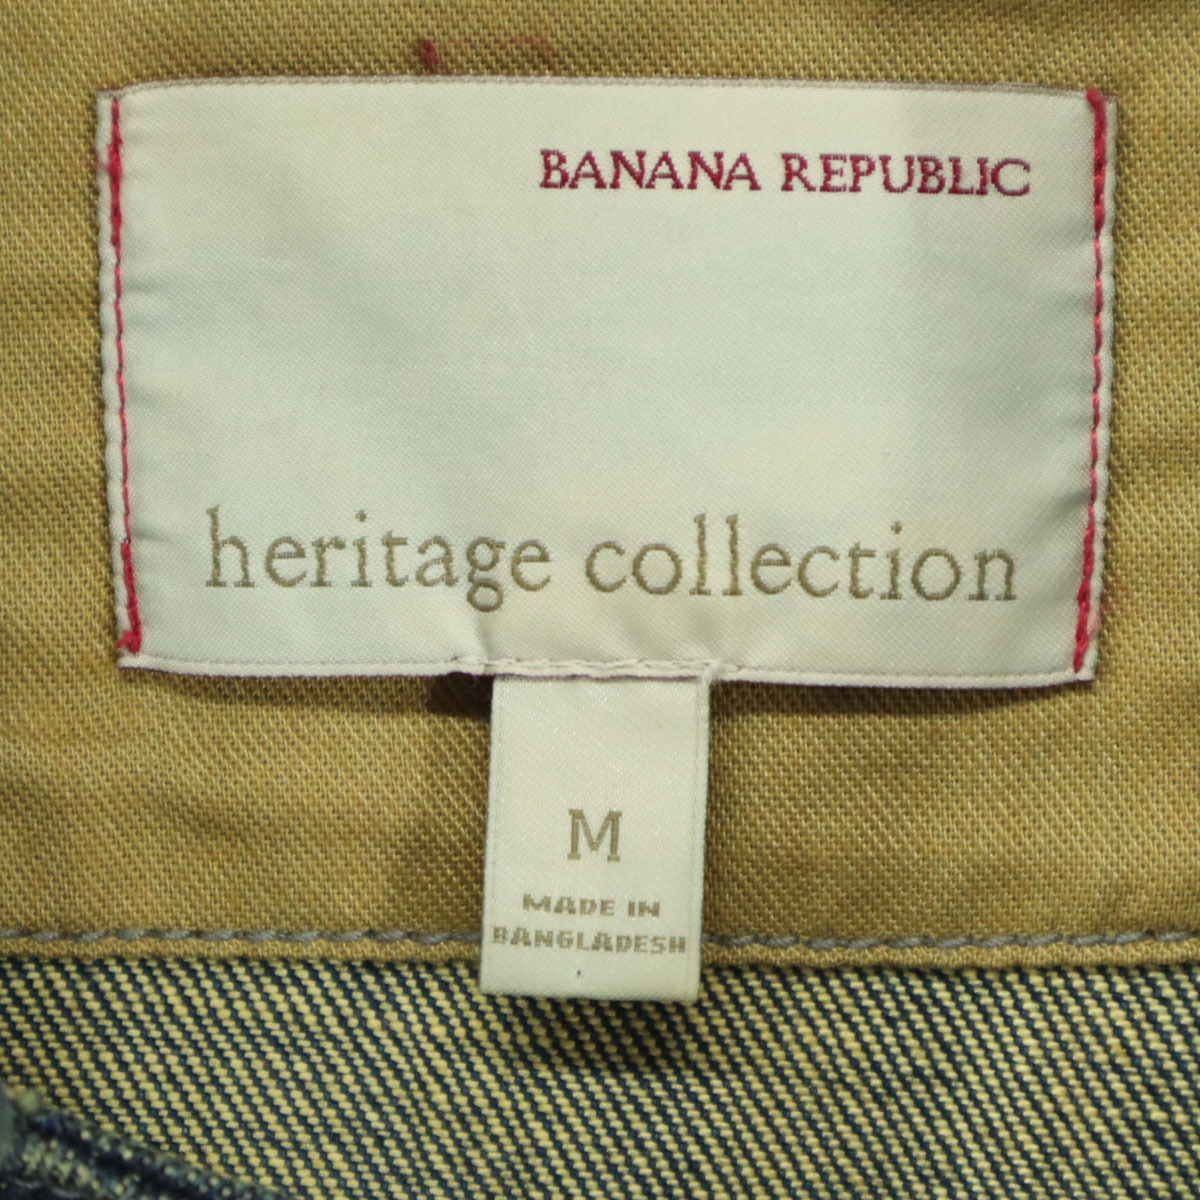 BANANA REPUBLIC
heritage collection
M
MADE IN
BANGLADESH